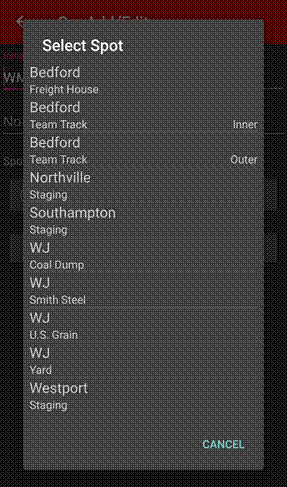 Select Spot
Bedford
Freight House
Bedford
Team Track Inner
Bedford
Team Track Outer
Northville
Staging
Southampton
Staging
WJ
Coal Dump
WJ
Smith Steel
WJ
U.S. Grain
WJ
Yard
Westport
Staging
CANCEL